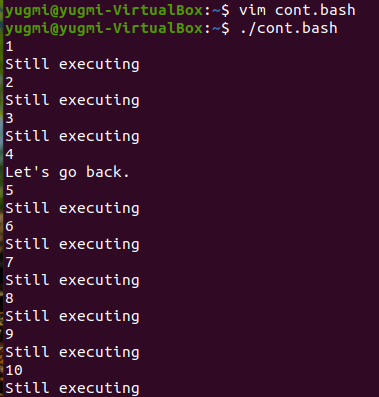 yugmi@yugmi-VirtualBox:~$ vim cont.bash
yugmi@yugmi-VirtualBox:~$ ./cont.bash
1
Still executing
2
Still executing
3
Still executing
4
Let's go back.
5
Still executing
6
Still executing
7
Still executing
8
Still executing
9
Still executing
10
Still executing